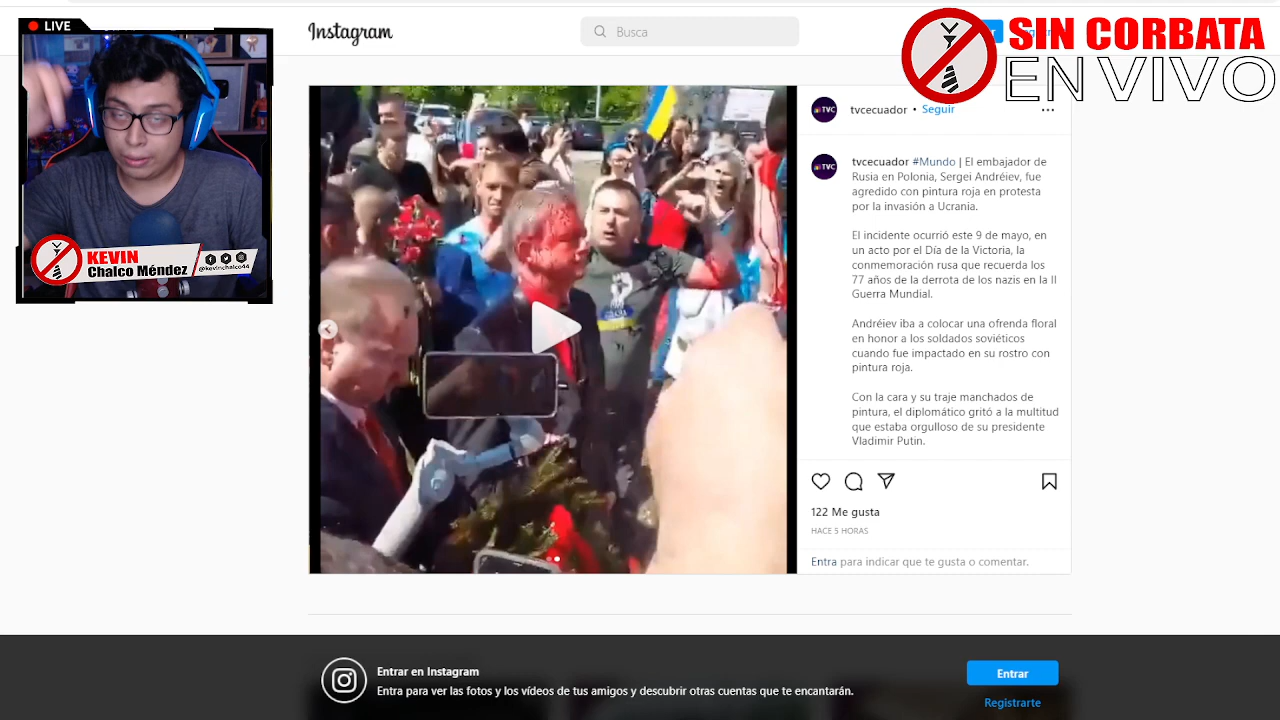 LIVE
Instagram
Busca
SIN CORBATA
EN VIVO
KEVIN
Chalco Méndez
@kevinchalco44
TVC
tvcecuador • Seguir
TVC
tvcecuador #Mundo | El embajador de
Rusia en Polonia, Sergei Andréiev, fue
agredido con pintura roja en protesta
por la invasión a Ucrania.
El incidente ocurrió este 9 de mayo, en
un acto por el Día de la Victoria, la
conmemoración rusa que recuerda los
77 años de la derrota de los nazis en la II
Guerra Mundial.
Andréiev iba a colocar una ofrenda floral
en honor a los soldados soviéticos
cuando fue impactado en su rostro con
pintura roja.
Con la cara y su traje manchados de
pintura, el diplomático gritó a la multitud
que estaba orgulloso de su presidente
Vladimir Putin.
122 Me gusta
HACE 5 HORAS
Entra para indicar que te gusta o comentar.
Entrar en Instagram
Entra para ver las fotos y los vídeos de tus amigos y descubrir otras cuentas que te encantarán.
Entrar
Registrarte